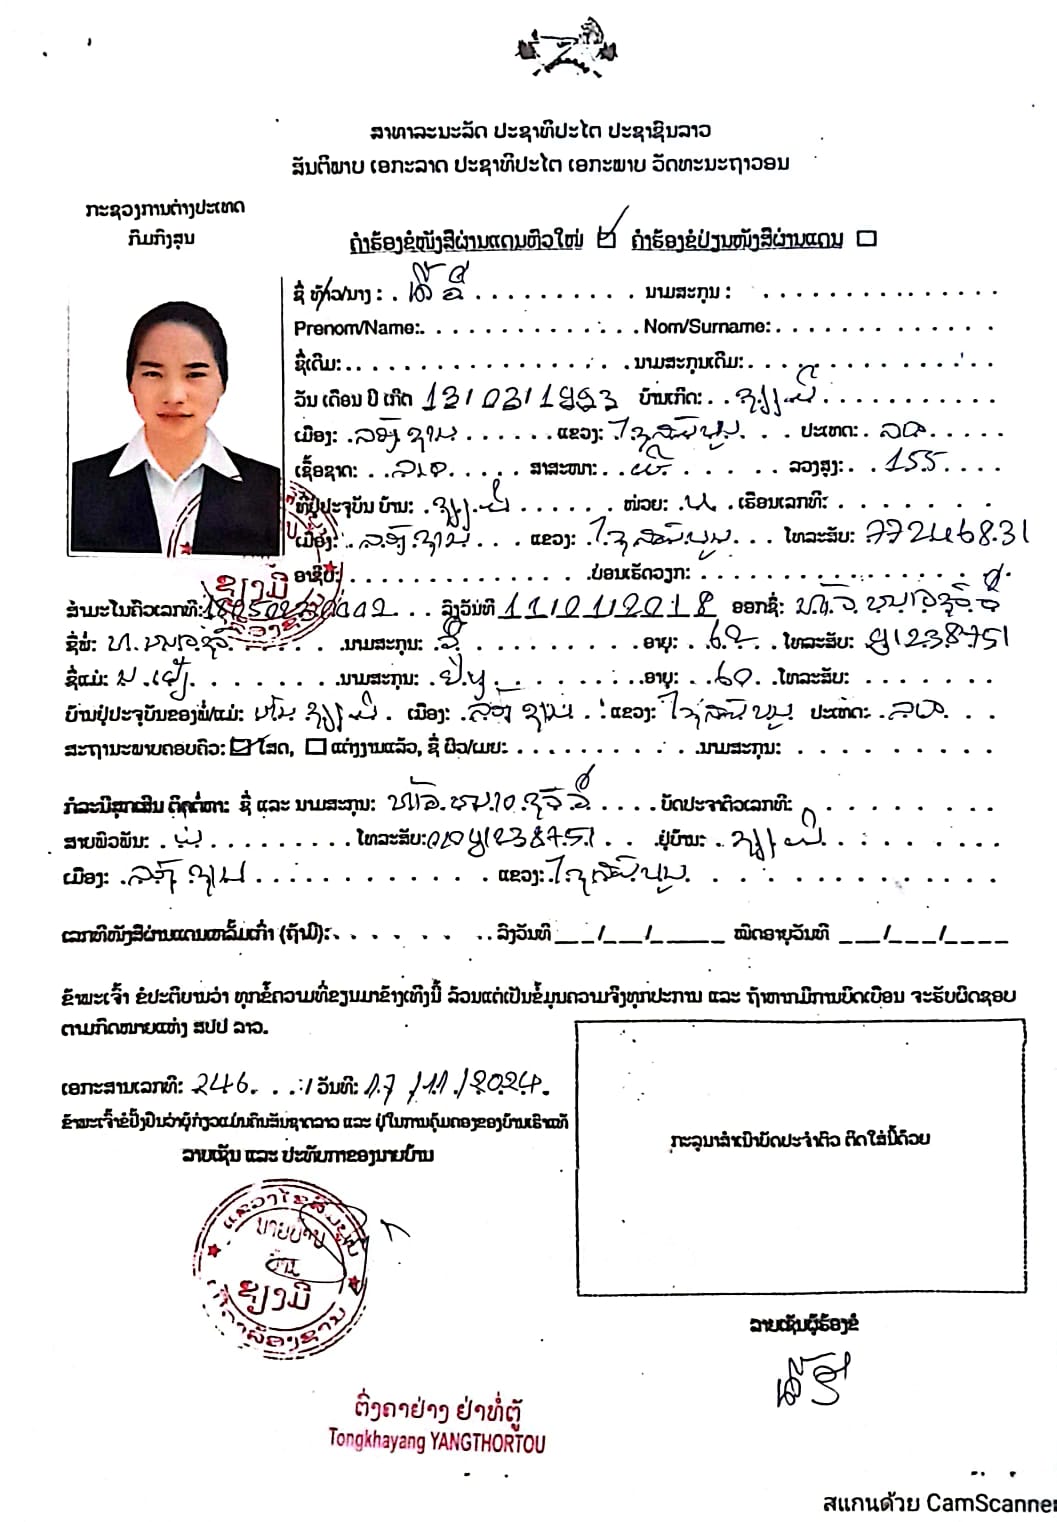 ສາທາລະນະລັດ ປະຊາທິປະໄຕ ປະຊາຊົນລາວ
ສັນຕິພາບ ເອກະລາດ ປະຊາທິປະໄຕ ເອກະພາບ ວັດທະນະຖາວອນ
ກະຊວງການຕ່າງປະເທດ
ກົມກົງສຸນ
ຄຳຮ້ອງຂໍໜັງສືຜ່ານແດນຫົວໃໝ່ ☑ ຄຳຮ້ອງຂໍປ່ຽນໜັງສືຜ່ານແດນ ☐
ຊື່ ທ້າວ/ນາງ : ນາມສະກຸນ :
Prenom/Name: Nom/Surname:
ຊື່ເດີມ: ນາມສະກຸນເດີມ:
ວັນ ເດືອນ ປີ ເກີດ 13/03/1993 ບ້ານເກີດ: ຊຽງມີ
ເມືອງ: ລ້ອງຊານ ແຂວງ: ໄຊສົມບູນ ປະເທດ: ລາວ
ເຊື້ອຊາດ: ລາວ ສາສະໜາ: ຜີ ລວງສູງ: 155
ທີ່ຢູ່ປະຈຸບັນ ບ້ານ: ຊຽງມີ ໜ່ວຍ: ເຮືອນເລກທີ:
ເມືອງ: ລ້ອງຊານ ແຂວງ: ໄຊສົມບູນ ໂທລະສັບ: 77246831
ອາຊີບ: ບ່ອນເຮັດວຽກ:
ສຳມະໂນຄົວເລກທີ: ລົງວັນທີ 11/01/2018 ອອກຊື່:
ຊື່ພໍ່: ນາມສະກຸນ: ອາຍຸ: 62 ໂທລະສັບ: 91238751
ຊື່ແມ່: ນາມສະກຸນ: ອາຍຸ: 60 ໂທລະສັບ:
ບ້ານຢູ່ປະຈຸບັນຂອງພໍ່/ແມ່: ບ້ານ ຊຽງມີ ເມືອງ: ລ້ອງຊານ ແຂວງ: ໄຊສົມບູນ ປະເທດ: ລາວ
ສະຖານະພາບຄອບຄົວ: ☑ ໂສດ, ☐ ແຕ່ງງານແລ້ວ, ຊື່ ຜົວ/ເມຍ: ນາມສະກຸນ:
ກໍລະນີສຸກເສີນ ຕິດຕໍ່ຫາ: ຊື່ ແລະ ນາມສະກຸນ: ບັດປະຈຳຕົວເລກທີ:
ສາຍພົວພັນ: ພໍ່ ໂທລະສັບ: 02091238751 ຢູ່ບ້ານ: ຊຽງມີ
ເມືອງ: ລ້ອງຊານ ແຂວງ: ໄຊສົມບູນ
ເລກທີໜັງສືຜ່ານແດນຫລັ້ມເກົ່າ (ຖ້າມີ): ລົງວັນທີ __/__/____ ໝົດອາຍຸວັນທີ __/__/____
ຂ້າພະເຈົ້າ ຂໍປະຕິຍານວ່າ ທຸກຂໍ້ຄວາມທີ່ຂຽນມາຂ້າງເທິງນີ້ ລ້ວນແຕ່ເປັນຂໍ້ມູນຄວາມຈິງທຸກປະການ ແລະ ຖ້າຫາກມີການບິດເບືອນ ຈະຮັບຜິດຊອບ
ຕາມກົດໝາຍແຫ່ງ ສປປ ລາວ.
ເອກະສານເລກທີ: 246 / ວັນທີ: 17/11/2024
ຂ້າພະເຈົ້າຂໍຢັ້ງຢືນວ່າຜູ້ກ່ຽວແມ່ນຄົນສັນຊາດລາວ ແລະ ຢູ່ໃນການຄຸ້ມຄອງຂອງບ້ານເຮົາແທ້
ລາຍເຊັນ ແລະ ປະທັບກາຂອງນາຍບ້ານ
ກະລຸນາສຳເນົາບັດປະຈຳຕົວ ຕິດໃສ່ນີ້ດ້ວຍ
ແຂວງໄຊສົມບູນ
ນາຍບ້ານ
ບ້ານ
ຊຽງມີ
ເມືອງລ້ອງຊານ
ລາຍເຊັນຜູ້ຮ້ອງຂໍ
ຕົ່ງຄາຢ່າງ ຢ່າທໍ່ຕູ້
Tongkhayang YANGTHORTOU
สแกนด้วย CamScanner